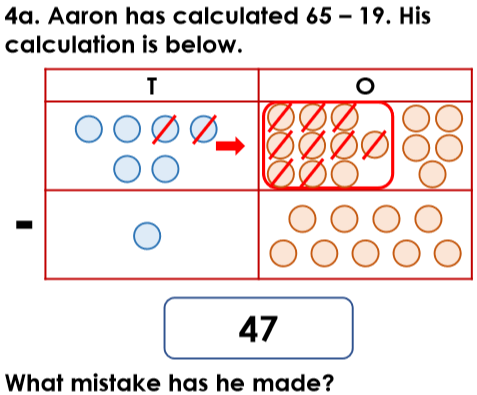 4a. Aaron has calculated 65 – 19. His
calculation is below.
T O
-
47
What mistake has he made?